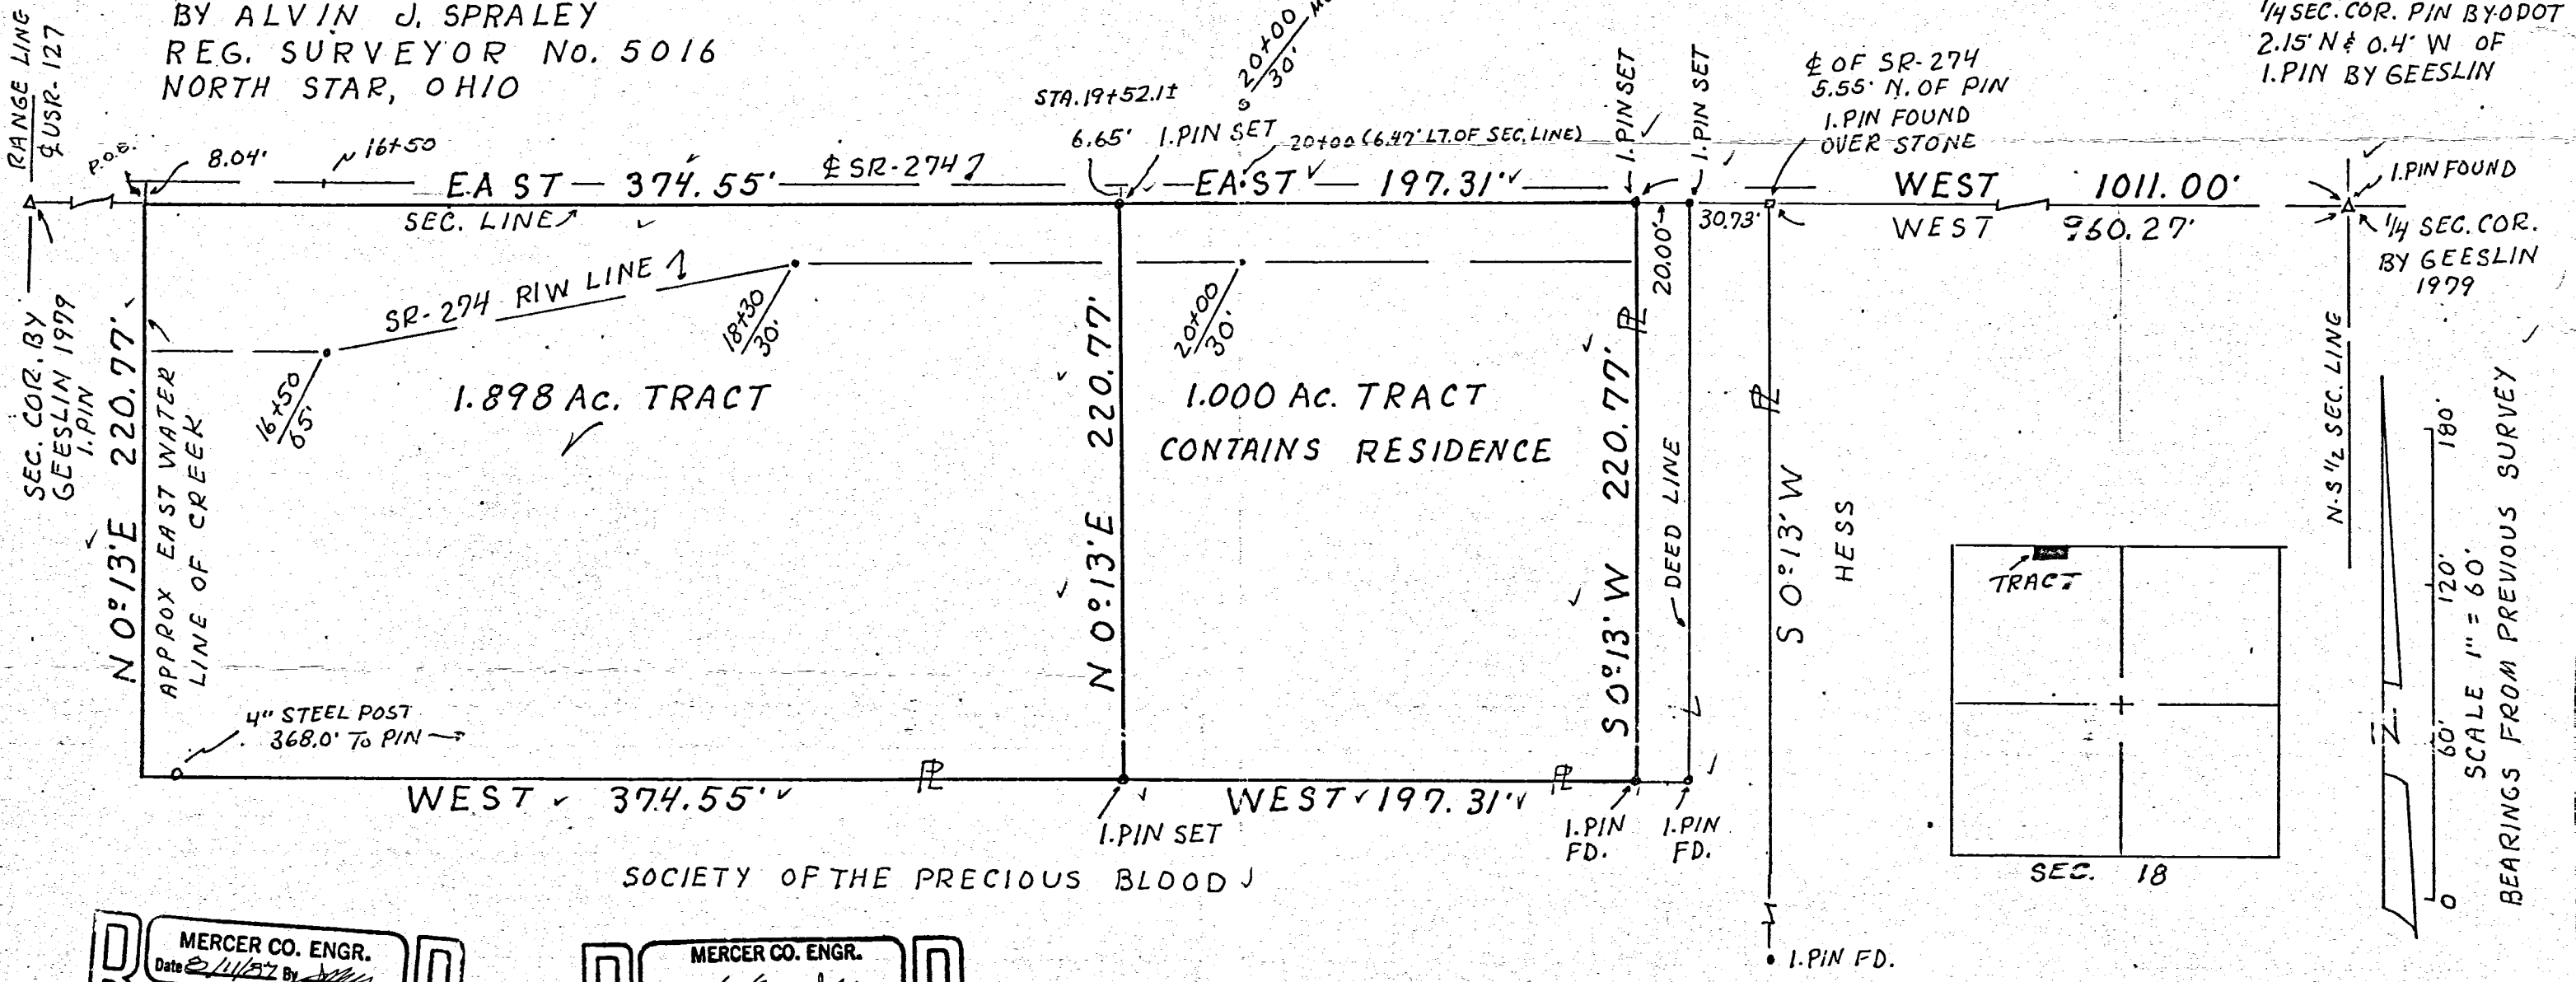 BY ALVIN J. SPRALEY
REG. SURVEYOR No. 5016
NORTH STAR, OHIO
RANGE LINE
℄ USR-127
P.O.B.
8.04'
16+50
EAST — 374.55'
℄ SR-274
SEC. LINE
STA. 19+52.1±
6.65'
I. PIN SET
20+00
30'
20+00 (6.47' LT. OF SEC. LINE)
EAST — 197.31'
I. PIN SET
I. PIN SET
℄ OF SR-274
5.55' N. OF PIN
I. PIN FOUND
OVER STONE
1/4 SEC. COR. PIN BY ODOT
2.15' N & 0.4' W OF
I. PIN BY GEESLIN
WEST 1011.00'
WEST 960.27'
30.73'
20.00'
I. PIN FOUND
1/4 SEC. COR.
BY GEESLIN
1979
SEC. COR. BY
GEESLIN 1979
I. PIN
N 0°13' E 220.77'
APPROX EAST WATER
LINE OF CREEK
SR-274 R/W LINE
16+50
65'
18+30
30'
20+00
30'
1.898 Ac. TRACT
N 0°13' E 220.77'
1.000 Ac. TRACT
CONTAINS RESIDENCE
S 0°13' W 220.77'
PL
DEED LINE
PL
S 0°13' W
HESS
N-S 1/2 SEC. LINE
4" STEEL POST
368.0' TO PIN
WEST 374.55'
PL
WEST 197.31'
PL
I. PIN SET
I. PIN
FD.
I. PIN
FD.
SOCIETY OF THE PRECIOUS BLOOD
I. PIN FD.
TRACT
SEC. 18
N
0 60' 120' 180'
SCALE 1" = 60'
BEARINGS FROM PREVIOUS SURVEY
MERCER CO. ENGR.
Date By
MERCER CO. ENGR.